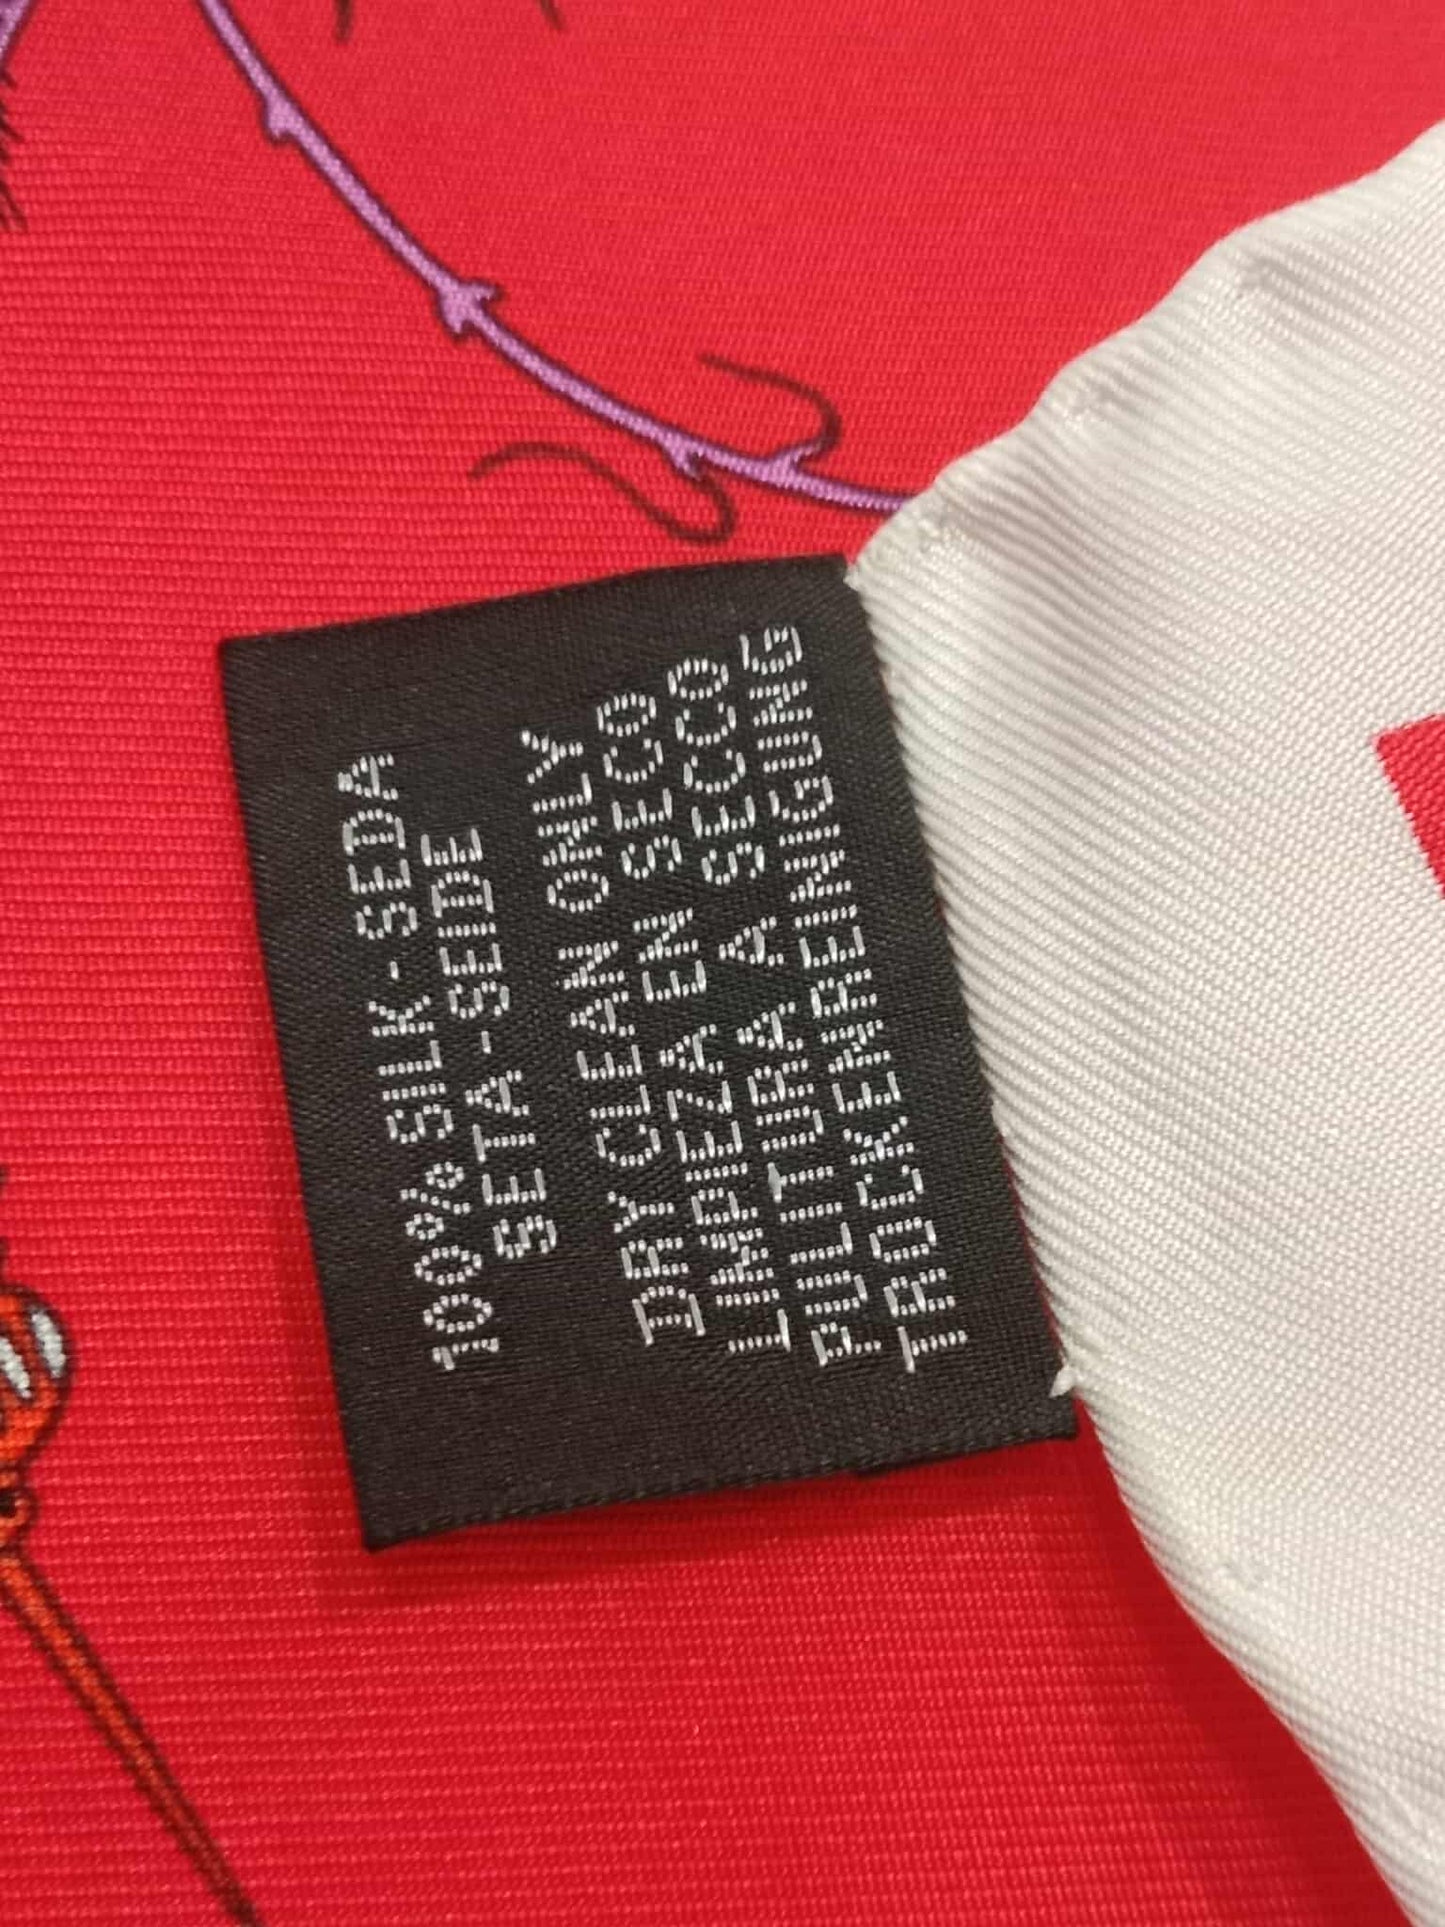 100% SILK-SEDA
SETA-SEIDE
DRY CLEAN ONLY
LIMPIEZA EN SECO
PULITURA A SECCO
TROCKENREINIGUNG